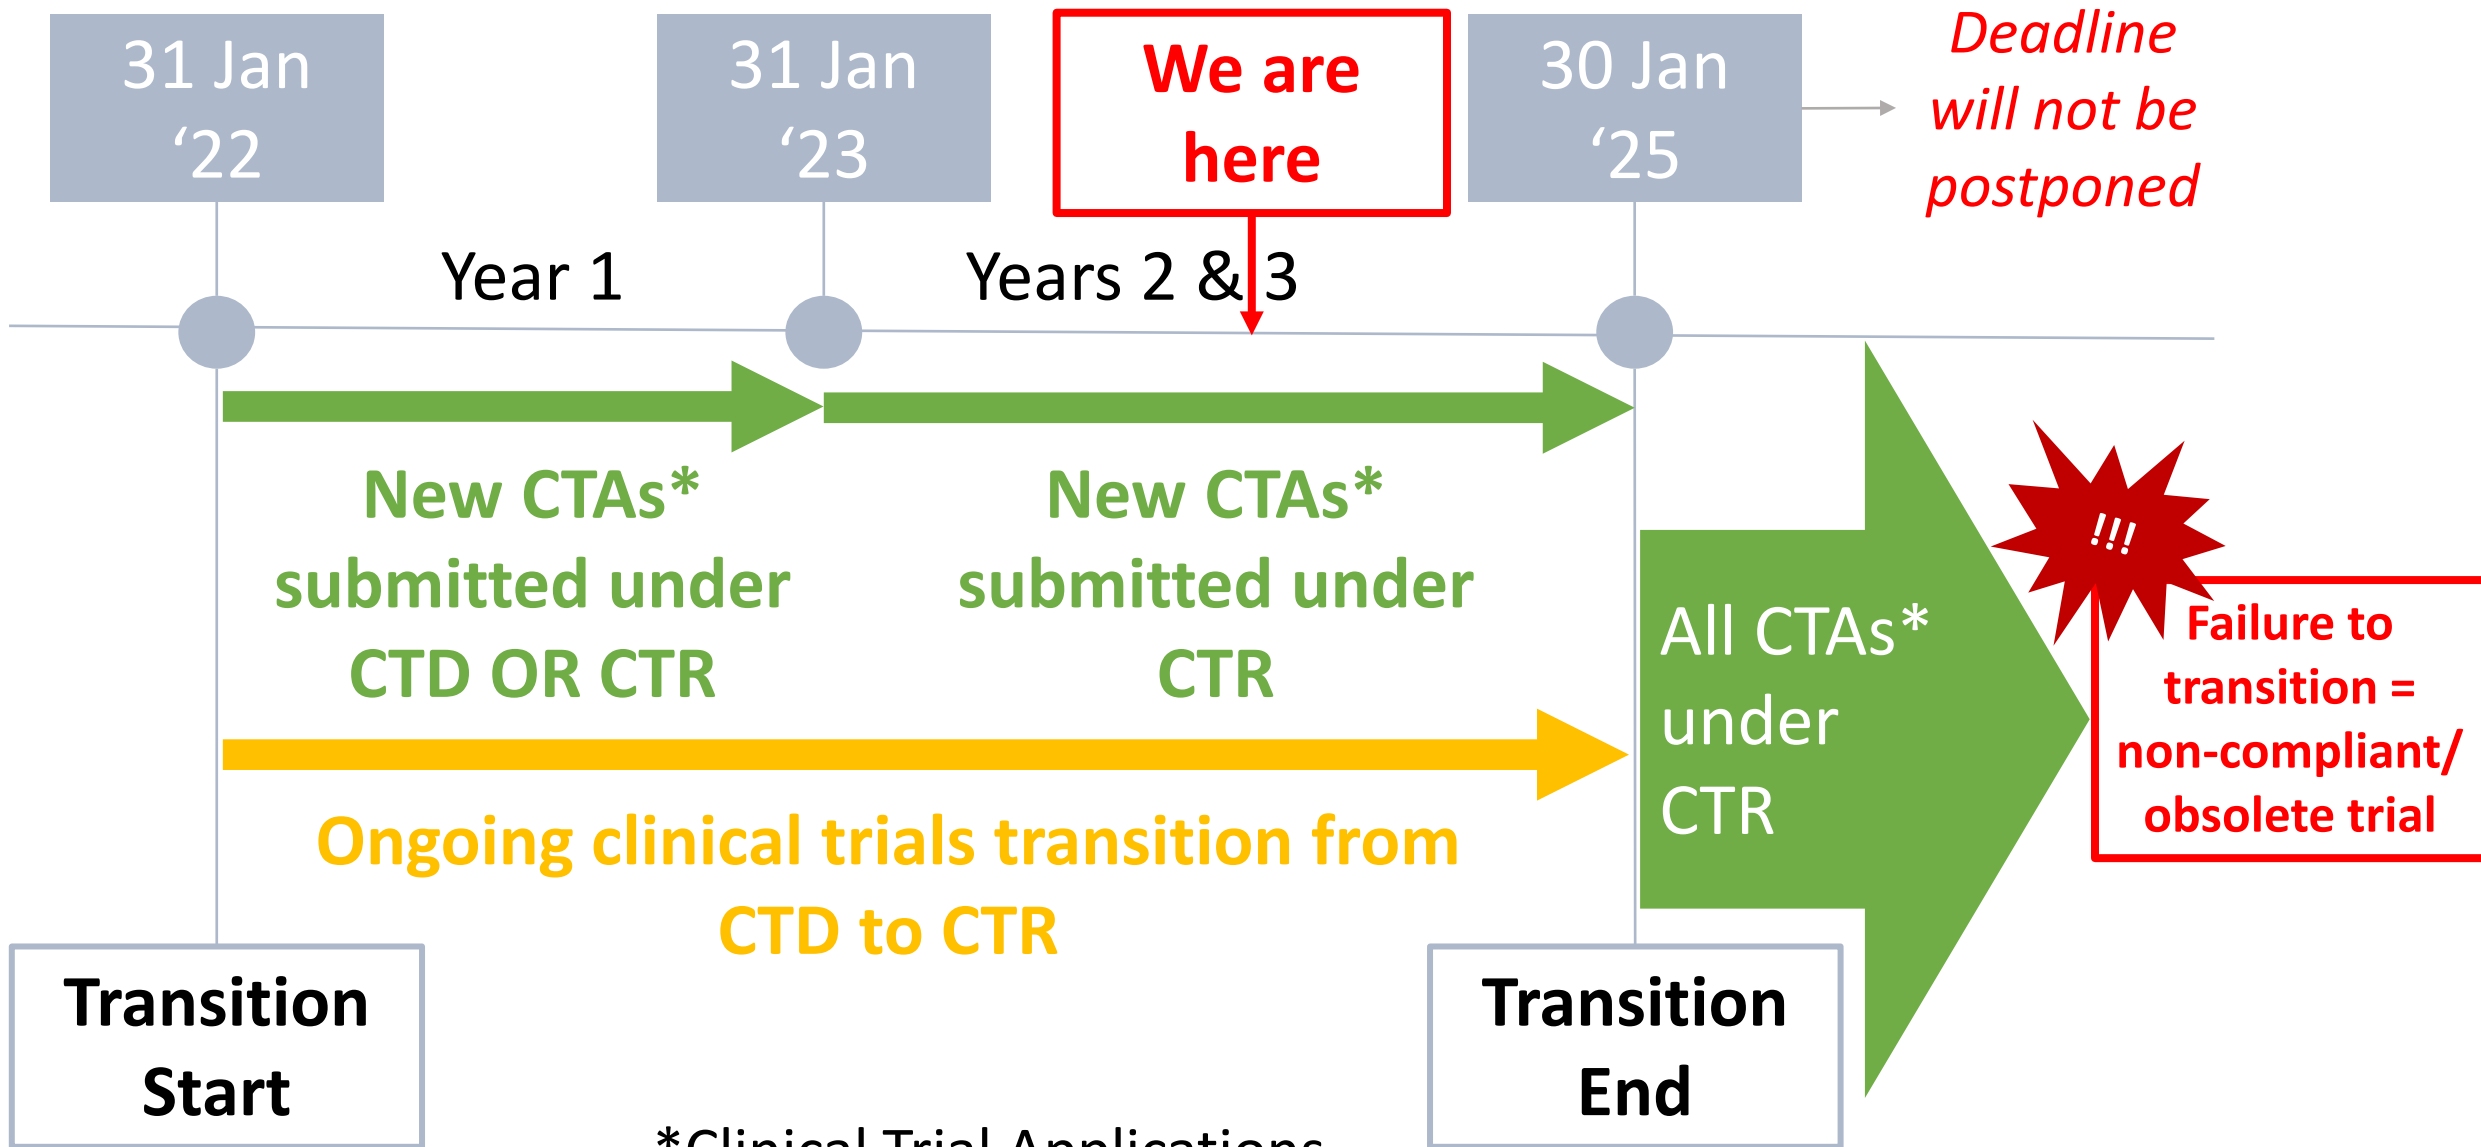 31 Jan
‘22
31 Jan
‘23
We are
here
30 Jan
‘25
Deadline
will not be
postponed
Year 1
Years 2 & 3
New CTAs*
submitted under
CTD OR CTR
New CTAs*
submitted under
CTR
All CTAs*
under
CTR
!!!
Failure to
transition =
non-compliant/
obsolete trial
Ongoing clinical trials transition from
CTD to CTR
Transition
Start
Transition
End
*Clinical Trial Applications